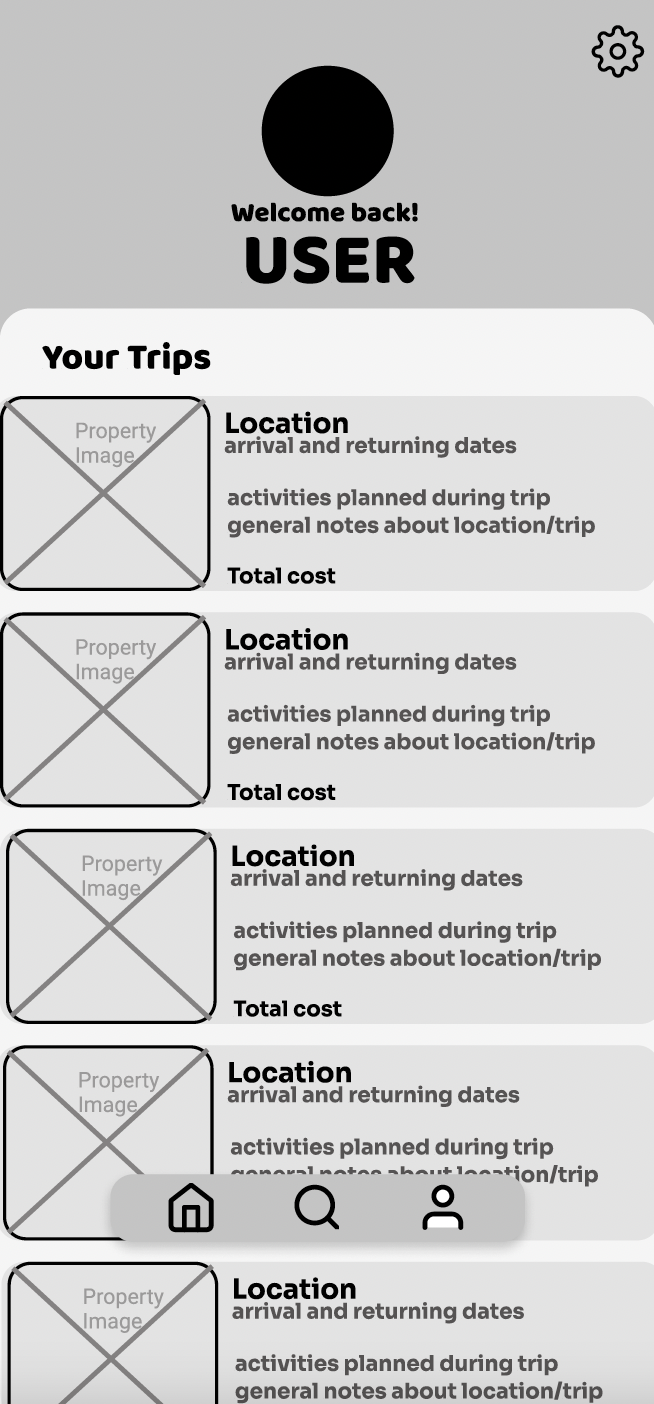 Welcome back!
USER
Your Trips
Property
Image
Location
arrival and returning dates
activities planned during trip
general notes about location/trip
Total cost
Property
Image
Location
arrival and returning dates
activities planned during trip
general notes about location/trip
Total cost
Property
Image
Location
arrival and returning dates
activities planned during trip
general notes about location/trip
Total cost
Property
Image
Location
arrival and returning dates
activities planned during trip
general notes about location/trip
Property
Image
Location
arrival and returning dates
activities planned during trip
general notes about location/trip